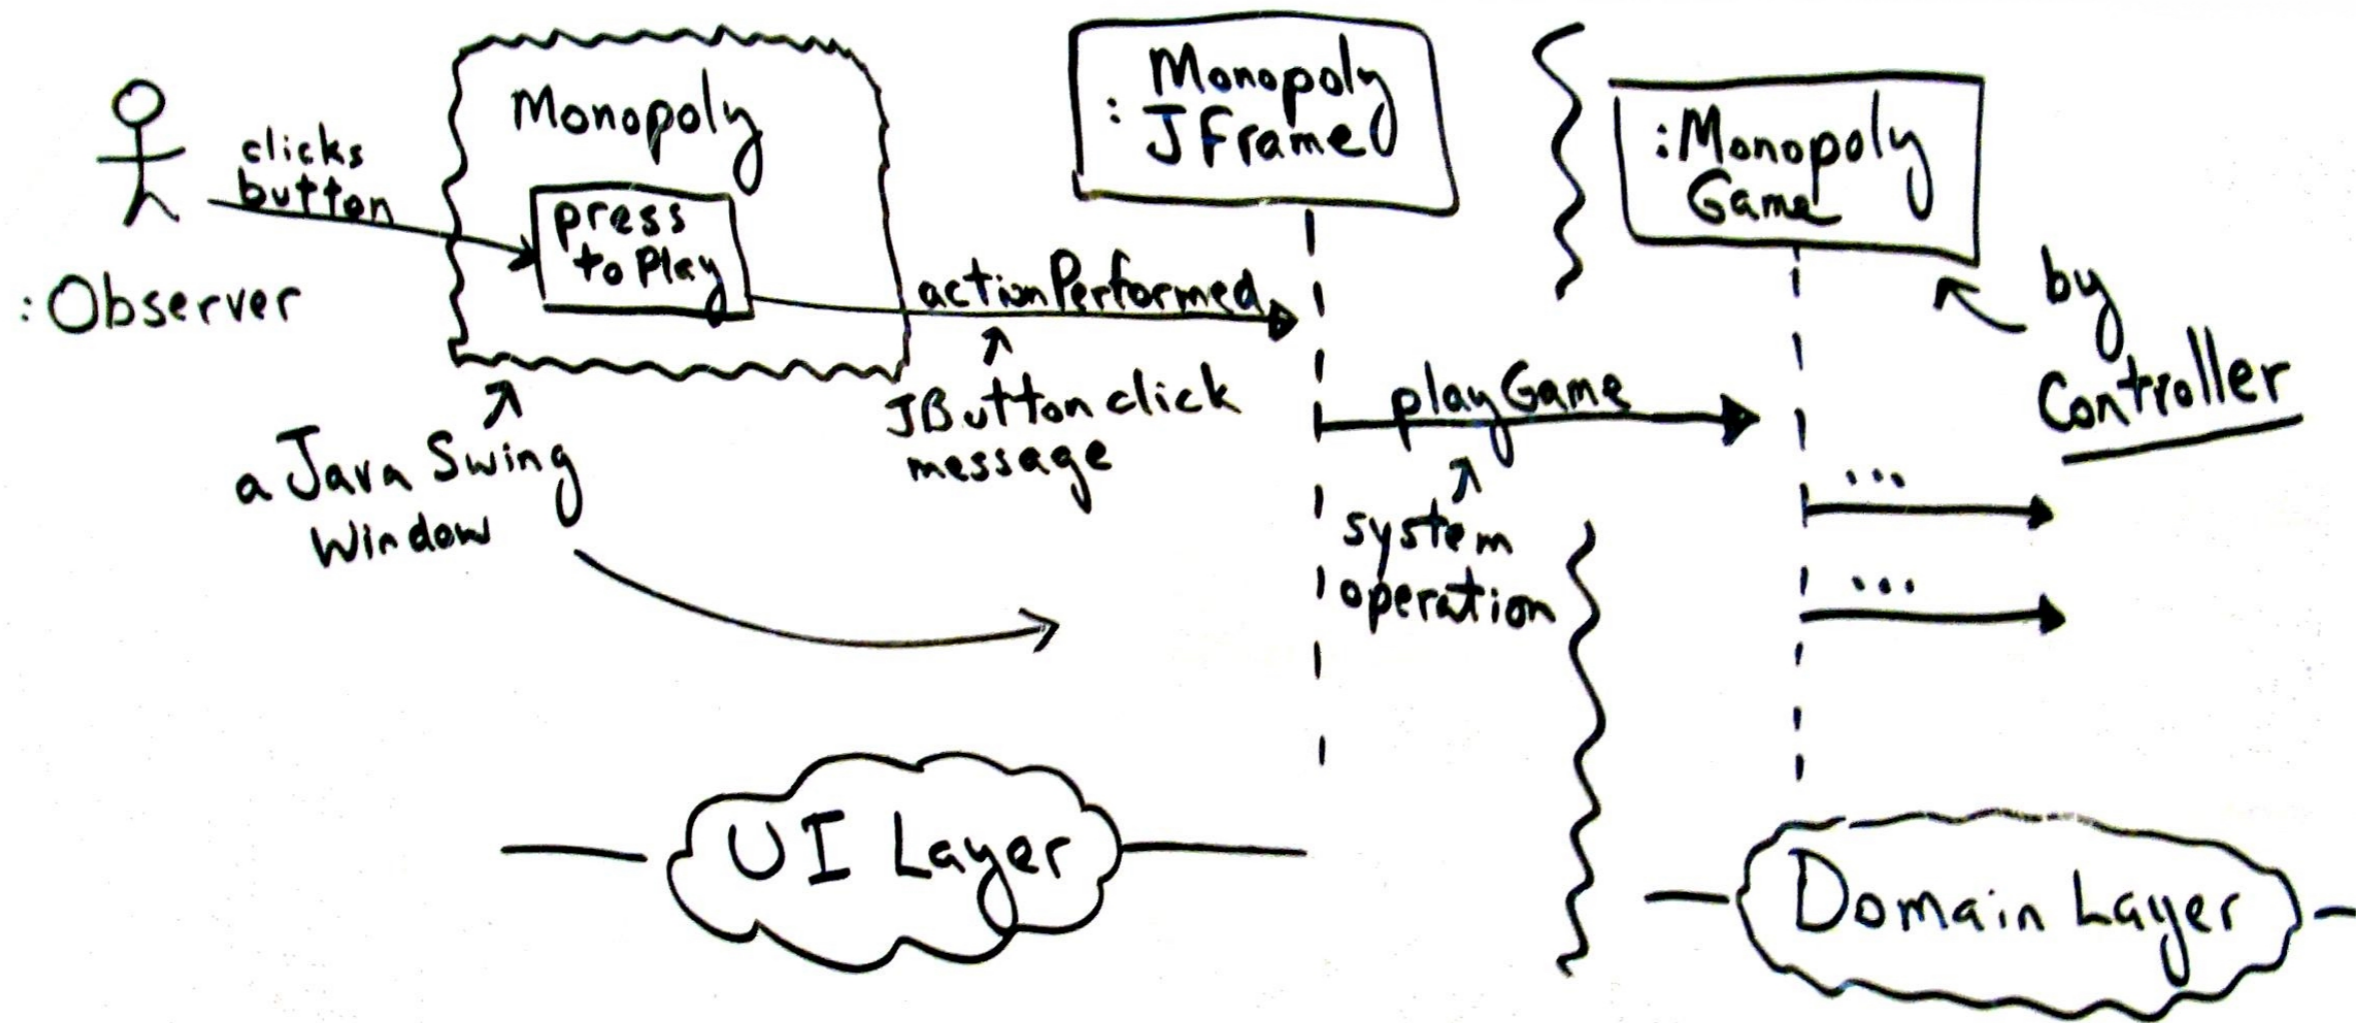 clicks
button
:Observer
Monopoly
press
to Play
a Java Swing
Window
actionPerformed
JButton click
message
Monopoly
: JFrame
playGame
system
operation
:Monopoly
Game
by
Controller
...
...
UI Layer
Domain Layer